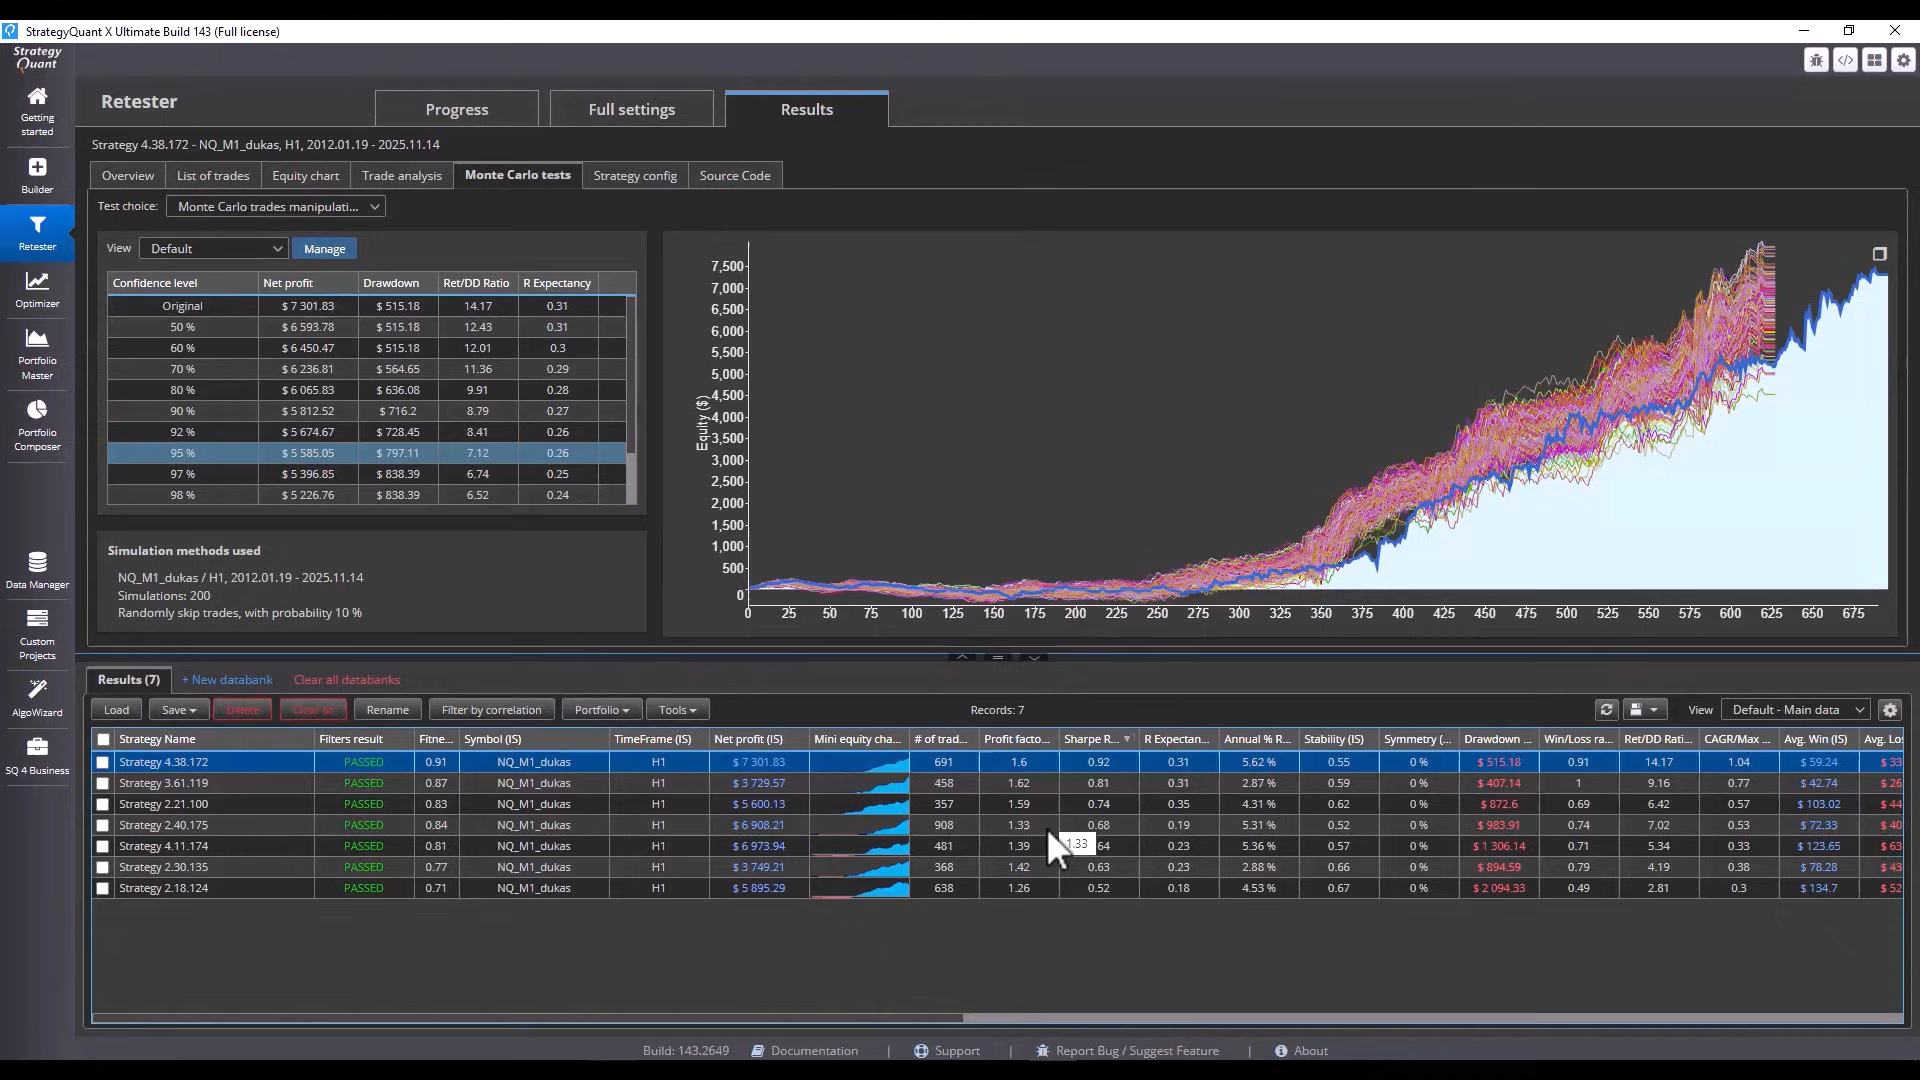 StrategyQuant X Ultimate Build 143 (Full license)
Strategy
Quant
Getting
started
Builder
Retester
Optimizer
Portfolio
Master
Portfolio
Composer
Data Manager
Custom
Projects
AlgoWizard
SQ 4 Business
Retester
Progress
Full settings
Results
Strategy 4.38.172 - NQ_M1_dukas, H1, 2012.01.19 - 2025.11.14
Overview
List of trades
Equity chart
Trade analysis
Monte Carlo tests
Strategy config
Source Code
Test choice: Monte Carlo trades manipulati...
View Default Manage
Confidence level Net profit Drawdown Ret/DD Ratio R Expectancy
Original $ 7 301.83 $ 515.18 14.17 0.31
50 % $ 6 593.78 $ 515.18 12.43 0.31
60 % $ 6 450.47 $ 515.18 12.01 0.3
70 % $ 6 236.81 $ 564.65 11.36 0.29
80 % $ 6 065.83 $ 636.08 9.91 0.28
90 % $ 5 812.52 $ 716.2 8.79 0.27
92 % $ 5 674.67 $ 728.45 8.41 0.26
95 % $ 5 585.05 $ 797.11 7.12 0.26
97 % $ 5 396.85 $ 838.39 6.74 0.25
98 % $ 5 226.76 $ 838.39 6.52 0.24
Simulation methods used
NQ_M1_dukas / H1, 2012.01.19 - 2025.11.14
Simulations: 200
Randomly skip trades, with probability 10 %
Equity ($)
7,500
7,000
6,500
6,000
5,500
5,000
4,500
4,000
3,500
3,000
2,500
2,000
1,500
1,000
500
0
0 25 50 75 100 125 150 175 200 225 250 275 300 325 350 375 400 425 450 475 500 525 550 575 600 625 650 675
Results (7) + New databank Clear all databanks
Load Save Delete Clear all Rename Filter by correlation Portfolio Tools Records: 7 View Default - Main data
Strategy Name Filters result Fitne... Symbol (IS) TimeFrame (IS) Net profit (IS) Mini equity cha... # of trad... Profit facto... Sharpe R... R Expectan... Annual % R... Stability (IS) Symmetry (... Drawdown ... Win/Loss ra... Ret/DD Rati... CAGR/Max ... Avg. Win (IS) Avg. Lo
Strategy 4.38.172 PASSED 0.91 NQ_M1_dukas H1 $ 7 301.83 691 1.6 0.92 0.31 5.62 % 0.55 0 % $ 515.18 0.91 14.17 1.04 $ 59.24 $ 33
Strategy 3.61.119 PASSED 0.87 NQ_M1_dukas H1 $ 3 729.57 458 1.62 0.81 0.31 2.87 % 0.59 0 % $ 407.14 1 9.16 0.77 $ 42.74 $ 26
Strategy 2.21.100 PASSED 0.83 NQ_M1_dukas H1 $ 5 600.13 357 1.59 0.74 0.35 4.31 % 0.62 0 % $ 872.6 0.69 6.42 0.57 $ 103.02 $ 44
Strategy 2.40.175 PASSED 0.84 NQ_M1_dukas H1 $ 6 908.21 908 1.33 0.68 0.19 5.31 % 0.52 0 % $ 983.91 0.74 7.02 0.53 $ 72.33 $ 40
Strategy 4.11.174 PASSED 0.81 NQ_M1_dukas H1 $ 6 973.94 481 1.39 64 0.23 5.36 % 0.57 0 % $ 1 306.14 0.71 5.34 0.33 $ 123.65 $ 63
1.33
Strategy 2.30.135 PASSED 0.77 NQ_M1_dukas H1 $ 3 749.21 368 1.42 0.63 0.23 2.88 % 0.66 0 % $ 894.59 0.79 4.19 0.38 $ 78.28 $ 43
Strategy 2.18.124 PASSED 0.71 NQ_M1_dukas H1 $ 5 895.29 638 1.26 0.52 0.18 4.53 % 0.67 0 % $ 2 094.33 0.49 2.81 0.3 $ 134.7 $ 52
Build: 143.2649 Documentation | Support | Report Bug / Suggest Feature | About